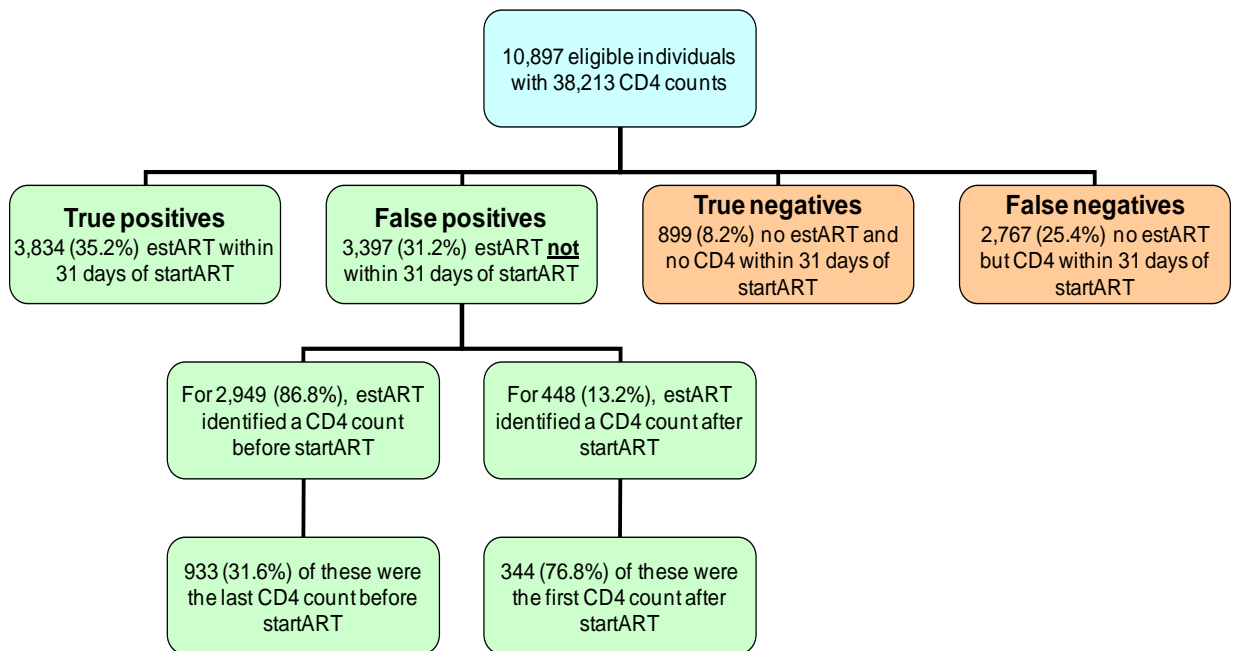 10,897 eligible individuals
with 38,213 CD4 counts
True positives
3,834 (35.2%) estART within
31 days of startART
False positives
3,397 (31.2%) estART not
within 31 days of startART
True negatives
899 (8.2%) no estART and
no CD4 within 31 days of
startART
False negatives
2,767 (25.4%) no estART
but CD4 within 31 days of
startART
For 2,949 (86.8%), estART
identified a CD4 count
before startART
For 448 (13.2%), estART
identified a CD4 count after
startART
933 (31.6%) of these were
the last CD4 count before
startART
344 (76.8%) of these were
the first CD4 count after
startART